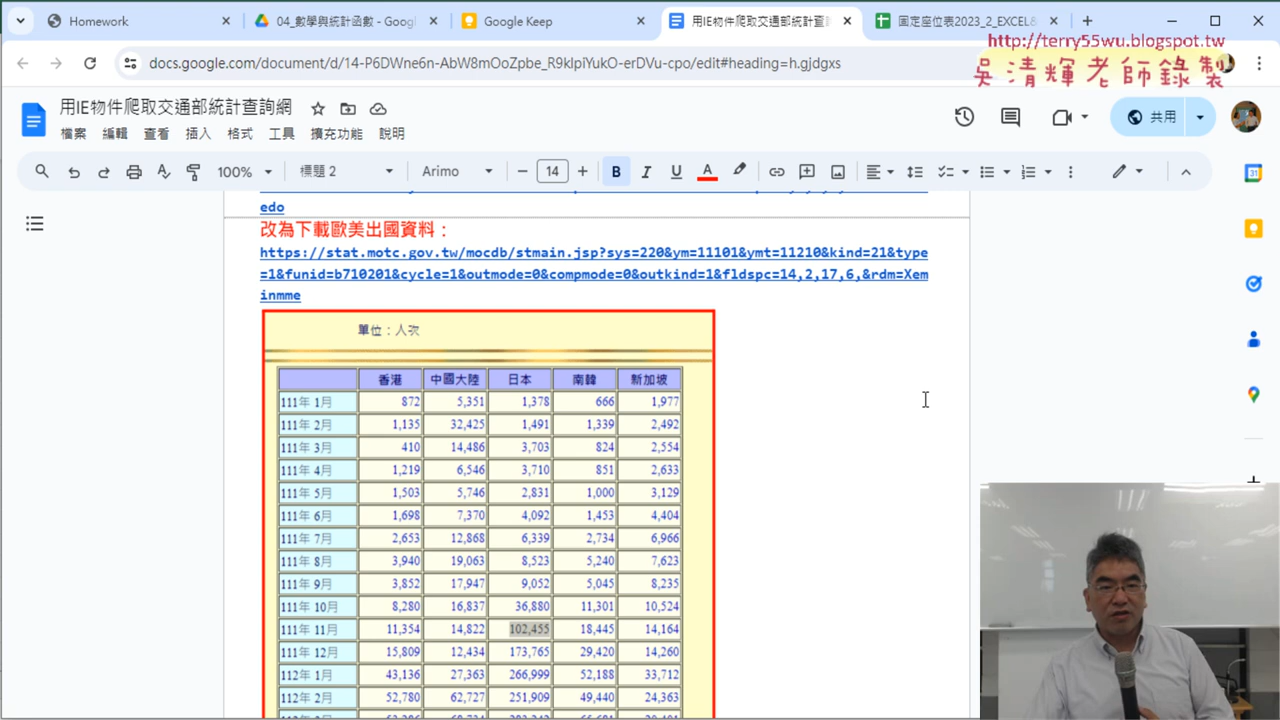 Homework
04_數學與統計函數 - Googl
Google Keep
用IE物件爬取交通部統計查詢
固定座位表2023_2_EXCEL&
http://terry55wu.blogspot.tw
docs.google.com/document/d/14-P6DWne6n-AbW8mOoZpbe_R9kIpiYukO-erDVu-cpo/edit#heading=h.gjdgxs
吳清輝老師錄製
用IE物件爬取交通部統計查詢網
檔案 編輯 查看 插入 格式 工具 擴充功能 說明
共用
100% 標題 2 Arimo 14 B I U A
edo
改為下載歐美出國資料：
https://stat.motc.gov.tw/mocdb/stmain.jsp?sys=220&ym=11101&ymt=11210&kind=21&type
=1&funid=b710201&cycle=1&outmode=0&compmode=0&outkind=1&fldspc=14,2,17,6,&rdm=Xem
inmme
單位：人次
香港 中國大陸 日本 南韓 新加坡
111年 1月 872 5,351 1,378 666 1,977
111年 2月 1,135 32,425 1,491 1,339 2,492
111年 3月 410 14,486 3,703 824 2,554
111年 4月 1,219 6,546 3,710 851 2,633
111年 5月 1,503 5,746 2,831 1,000 3,129
111年 6月 1,698 7,370 4,092 1,453 4,404
111年 7月 2,653 12,868 6,339 2,734 6,966
111年 8月 3,940 19,063 8,523 5,240 7,623
111年 9月 3,852 17,947 9,052 5,045 8,235
111年 10月 8,280 16,837 36,880 11,301 10,524
111年 11月 11,354 14,822 102,455 18,445 14,164
111年 12月 15,809 12,434 173,765 29,420 14,260
112年 1月 43,136 27,363 266,999 52,188 33,712
112年 2月 52,780 62,727 251,909 49,440 24,363